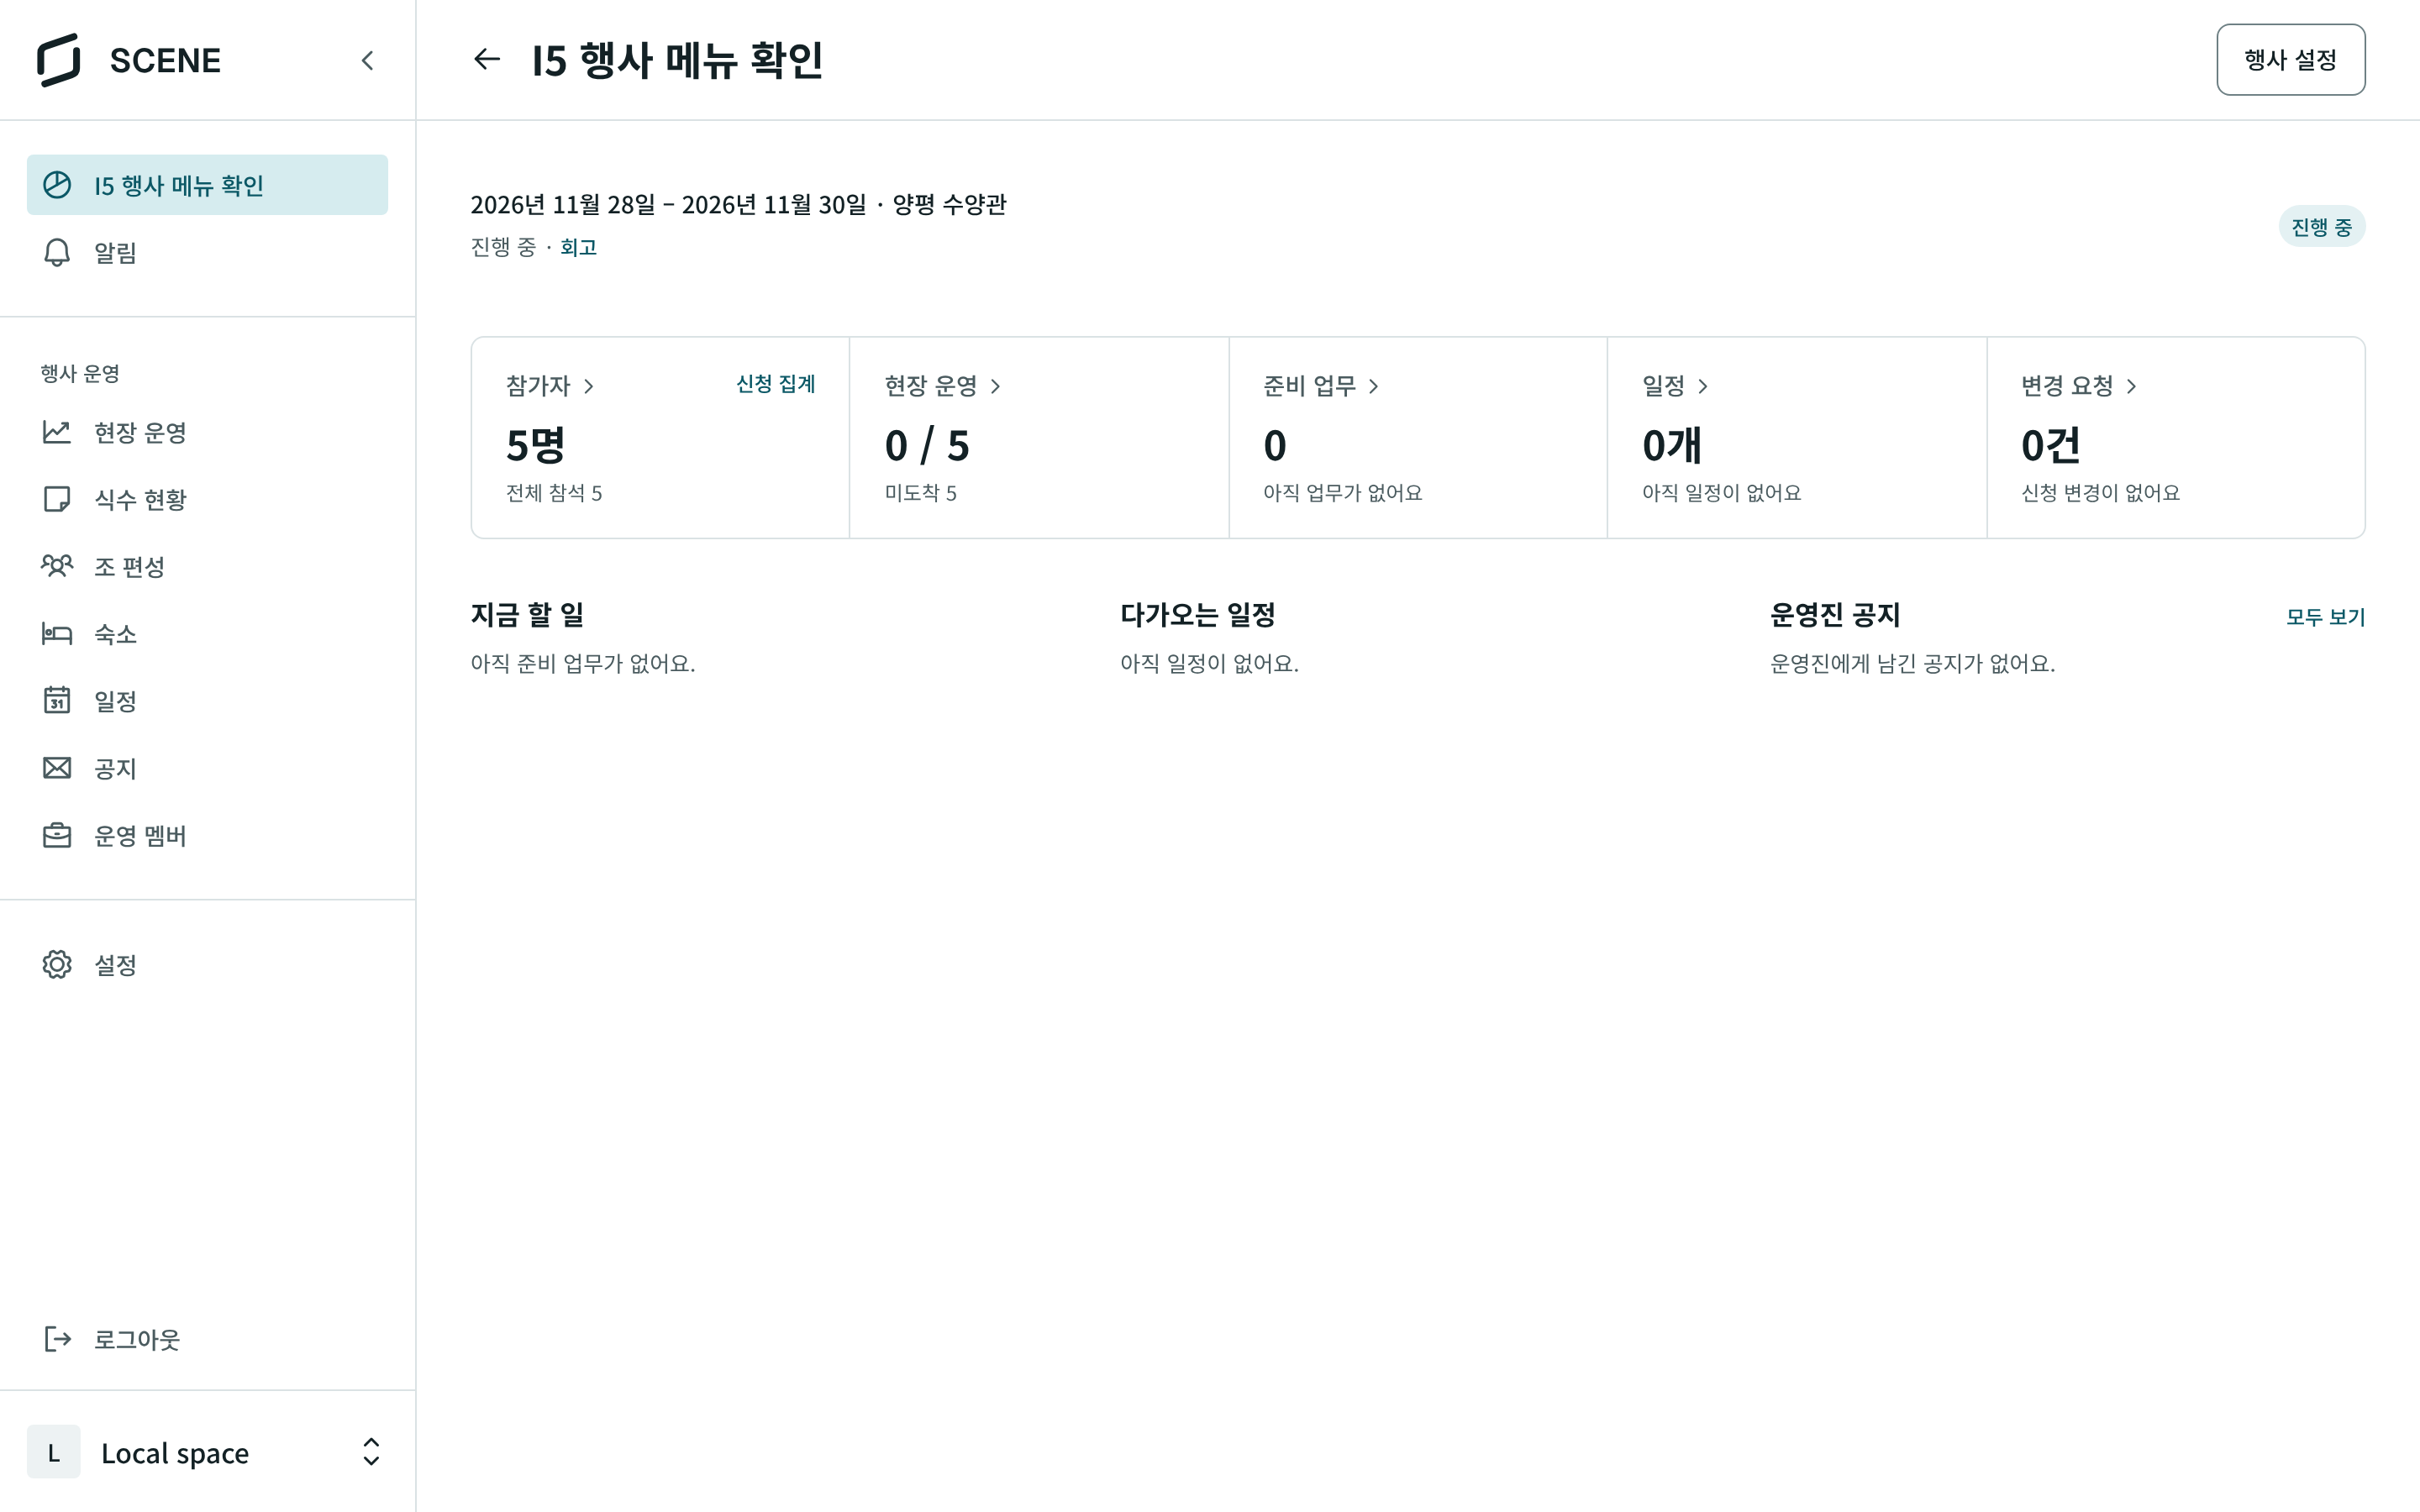 SCENE
I5 행사 메뉴 확인
행사 설정
I5 행사 메뉴 확인
알림
행사 운영
현장 운영
식수 현황
조 편성
숙소
31
일정
공지
운영 멤버
설정
로그아웃
L
Local space
2026년 11월 28일 – 2026년 11월 30일 · 양평 수양관
진행 중 · 회고
진행 중
참가자
신청 집계
5명
전체 참석 5
현장 운영
0 / 5
미도착 5
준비 업무
0
아직 업무가 없어요
일정
0개
아직 일정이 없어요
변경 요청
0건
신청 변경이 없어요
지금 할 일
아직 준비 업무가 없어요.
다가오는 일정
아직 일정이 없어요.
운영진 공지
모두 보기
운영진에게 남긴 공지가 없어요.